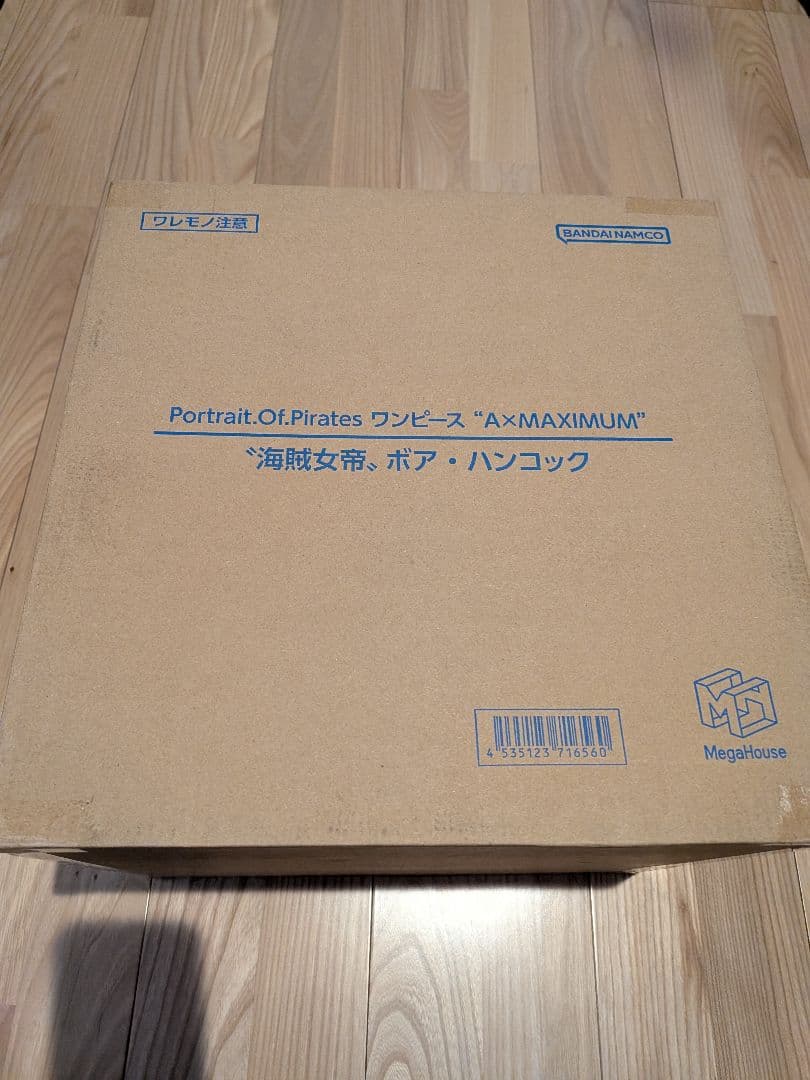 ワレモノ注意
BANDAI NAMCO
Portrait.Of.Pirates ワンピース “A×MAXIMUM”
〝海賊女帝〟ボア・ハンコック
4 535123 716560
MH
MegaHouse